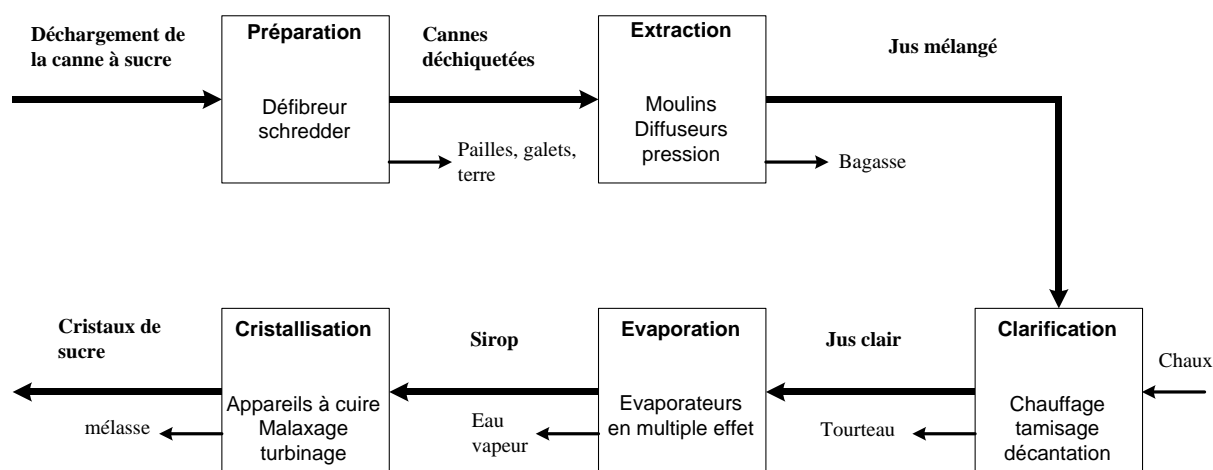 Déchargement de
la canne à sucre
Préparation
Défibreur
schredder
Cannes
déchiquetées
Pailles, galets,
terre
Extraction
Moulins
Diffuseurs
pression
Jus mélangé
Bagasse
Clarification
Chauffage
tamisage
décantation
Chaux
Jus clair
Tourteau
Evaporation
Evaporateurs
en multiple effet
Sirop
Eau
vapeur
Cristallisation
Appareils à cuire
Malaxage
turbinage
Cristaux de
sucre
mélasse